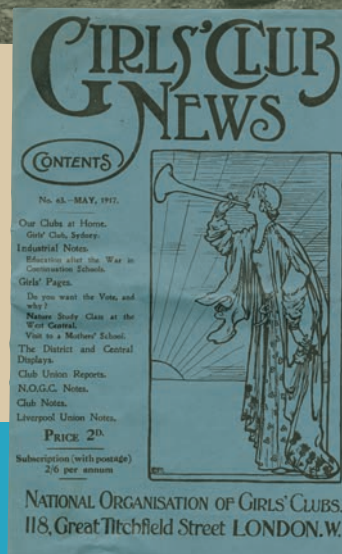 GIRLS' CLUB
NEWS
CONTENTS
No. 63.—MAY, 1917.
Our Clubs at Home.
Girls' Club, Sydney.
Industrial Notes.
Education after the War in
Continuation Schools.
Girls' Pages.
Do you want the Vote, and
why?
Nature Study Class at the
West Central.
Visit to a Mothers' School.
The District and Central
Displays.
Club Union Reports.
N.O.G.C. Notes.
Club Notes.
Liverpool Union Notes.
PRICE 2D.
Subscription (with postage)
2/6 per annum
NATIONAL ORGANISATION OF GIRLS' CLUBS.
118, Great Titchfield Street LONDON. W.